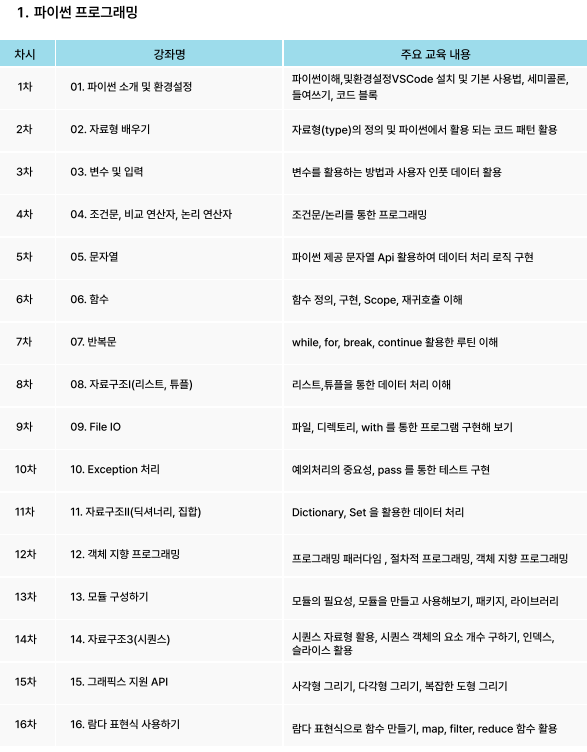 1. 파이썬 프로그래밍
차시 강좌명 주요 교육 내용
1차 01. 파이썬 소개 및 환경설정 파이썬이해,및환경설정VSCode 설치 및 기본 사용법, 세미콜론,
들여쓰기, 코드 블록
2차 02. 자료형 배우기 자료형(type)의 정의 및 파이썬에서 활용 되는 코드 패턴 활용
3차 03. 변수 및 입력 변수를 활용하는 방법과 사용자 인풋 데이터 활용
4차 04. 조건문, 비교 연산자, 논리 연산자 조건문/논리를 통한 프로그래밍
5차 05. 문자열 파이썬 제공 문자열 Api 활용하여 데이터 처리 로직 구현
6차 06. 함수 함수 정의, 구현, Scope, 재귀호출 이해
7차 07. 반복문 while, for, break, continue 활용한 루틴 이해
8차 08. 자료구조I(리스트, 튜플) 리스트,튜플을 통한 데이터 처리 이해
9차 09. File IO 파일, 디렉토리, with 를 통한 프로그램 구현해 보기
10차 10. Exception 처리 예외처리의 중요성, pass 를 통한 테스트 구현
11차 11. 자료구조II(딕셔너리, 집합) Dictionary, Set 을 활용한 데이터 처리
12차 12. 객체 지향 프로그래밍 프로그래밍 패러다임 , 절차적 프로그래밍, 객체 지향 프로그래밍
13차 13. 모듈 구성하기 모듈의 필요성, 모듈을 만들고 사용해보기, 패키지, 라이브러리
14차 14. 자료구조3(시퀀스) 시퀀스 자료형 활용, 시퀀스 객체의 요소 개수 구하기, 인덱스,
슬라이스 활용
15차 15. 그래픽스 지원 API 사각형 그리기, 다각형 그리기, 복잡한 도형 그리기
16차 16. 람다 표현식 사용하기 람다 표현식으로 함수 만들기, map, filter, reduce 함수 활용